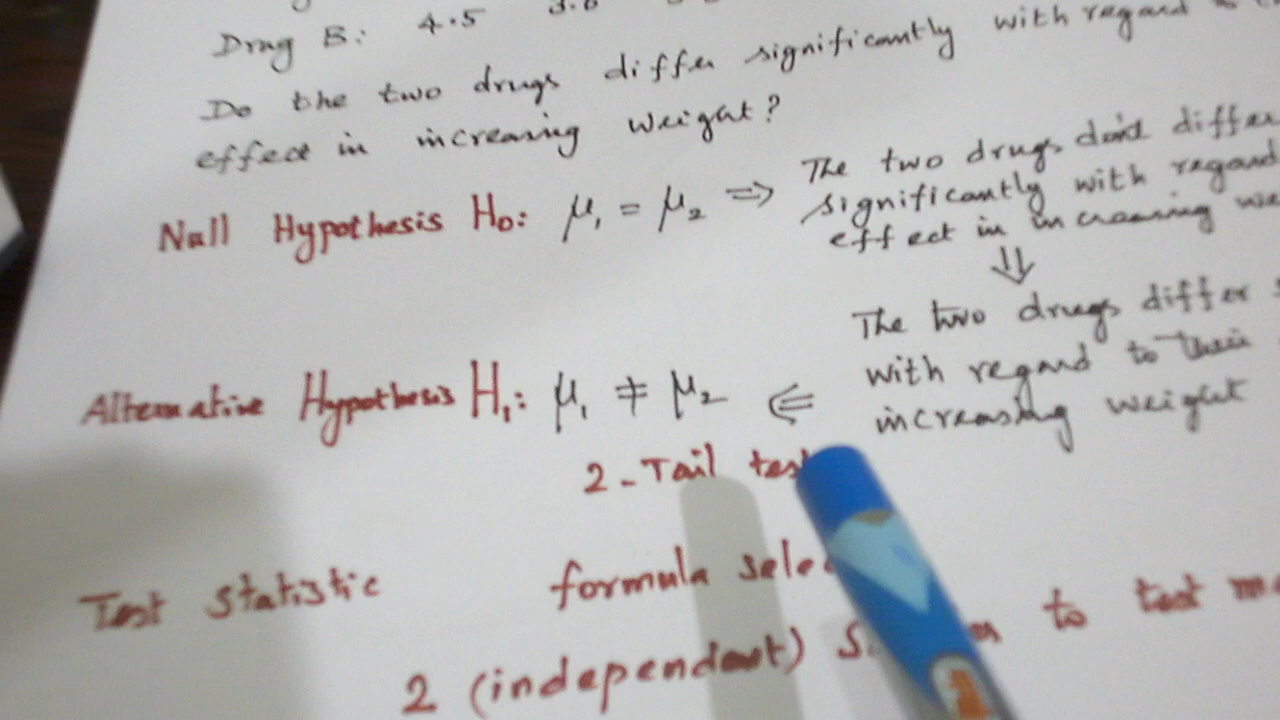 Drug B: 4.5
Do the two drugs differ significantly with regard
effect in increasing weight?
Null Hypothesis H₀: μ₁ = μ₂ ⇒ The two drugs don't differ
significantly with regard
effect in increasing
⇓
The two drugs differ
with regard to their
increasing weight
Alternative Hypothesis H₁: μ₁ ≠ μ₂ ⇐
2-Tail test
Test statistic formula
2 (independent) to test